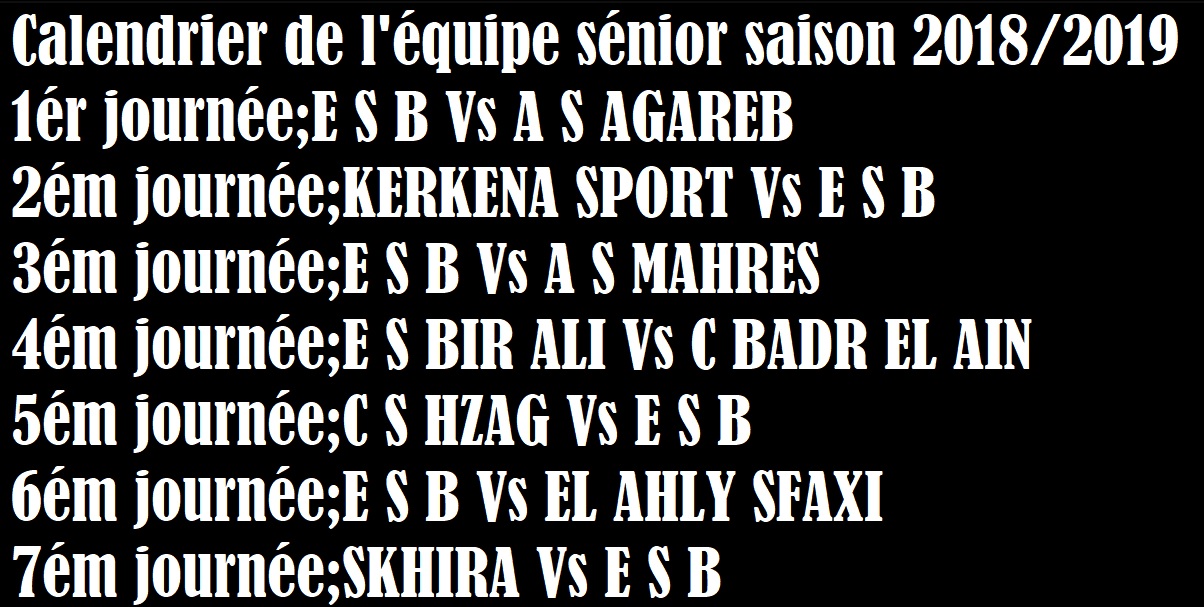 Calendrier de l'équipe sénior saison 2018/2019
1ér journée;E S B Vs A S AGAREB
2ém journée;KERKENA SPORT Vs E S B
3ém journée;E S B Vs A S MAHRES
4ém journée;E S BIR ALI Vs C BADR EL AIN
5ém journée;C S HZAG Vs E S B
6ém journée;E S B Vs EL AHLY SFAXI
7ém journée;SKHIRA Vs E S B